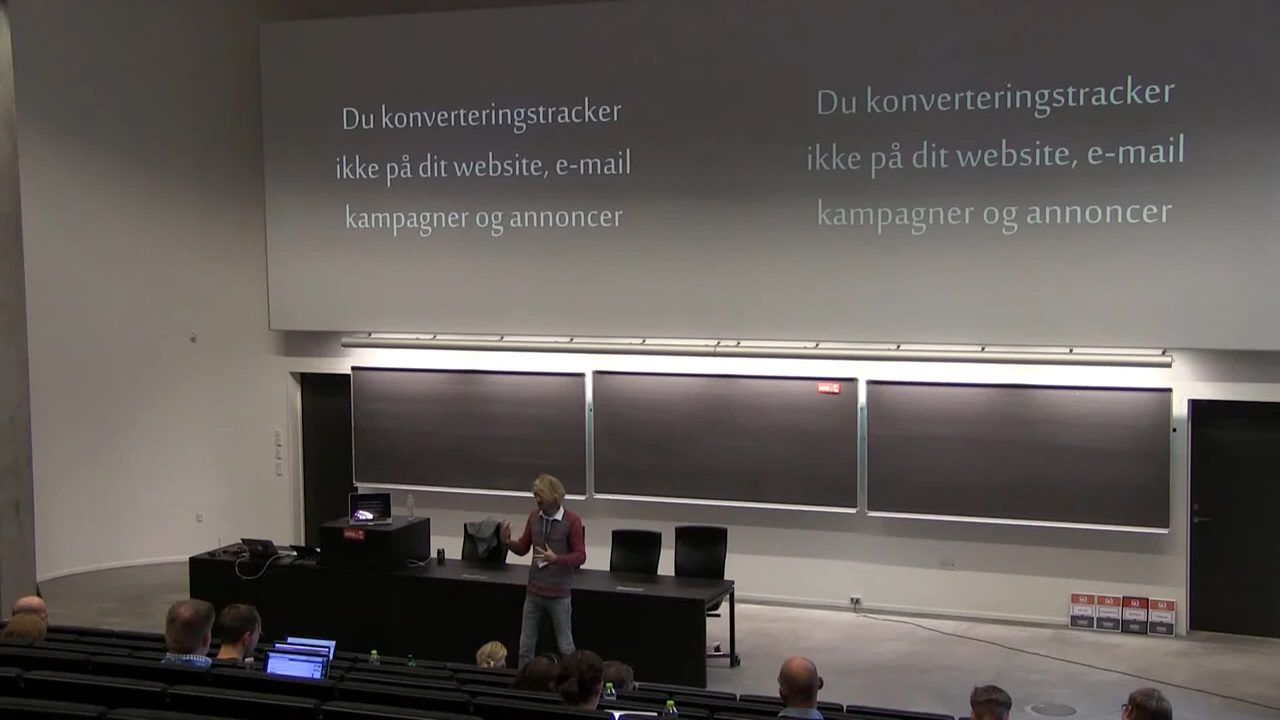 Du konverteringstracker
ikke på dit website, e-mail
kampagner og annoncer
Du konverteringstracker
ikke på dit website, e-mail
kampagner og annoncer